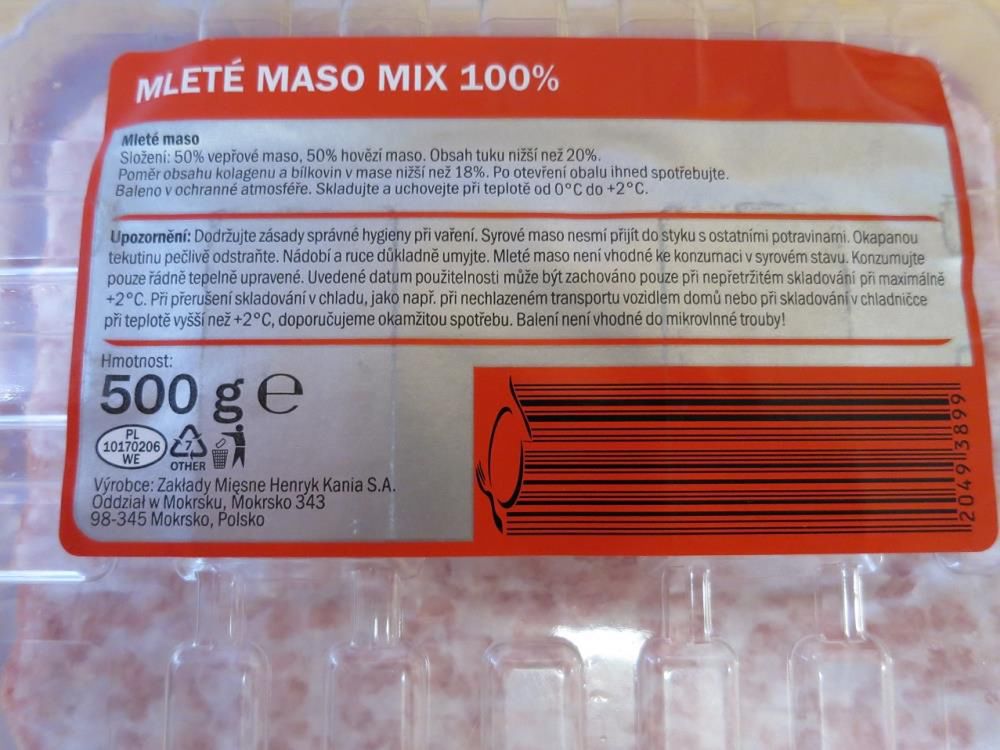 MLETÉ MASO MIX 100%
Mleté maso
Složení: 50% vepřové maso, 50% hovězí maso. Obsah tuku nižší než 20%.
Poměr obsahu kolagenu a bílkovin v mase nižší než 18%. Po otevření obalu ihned spotřebujte.
Baleno v ochranné atmosféře. Skladujte a uchovejte při teplotě od 0°C do +2°C.
Upozornění: Dodržujte zásady správné hygieny při vaření. Syrové maso nesmí přijít do styku s ostatními potravinami. Okapanou
tekutinu pečlivě odstraňte. Nádobí a ruce důkladně umyjte. Mleté maso není vhodné ke konzumaci v syrovém stavu. Konzumujte
pouze řádně tepelně upravené. Uvedené datum použitelnosti může být zachováno pouze při nepřetržitém skladování při maximálně
+2°C. Při přerušení skladování v chladu, jako např. při nechlazeném transportu vozidlem domů nebo při skladování v chladničce
při teplotě vyšší než +2°C, doporučujeme okamžitou spotřebu. Balení není vhodné do mikrovlnné trouby!
Hmotnost:
500 g e
PL
10170206
WE
7
OTHER
Výrobce: Zakłady Mięsne Henryk Kania S.A.
Oddział w Mokrsku, Mokrsko 343
98-345 Mokrsko, Polsko
20491389